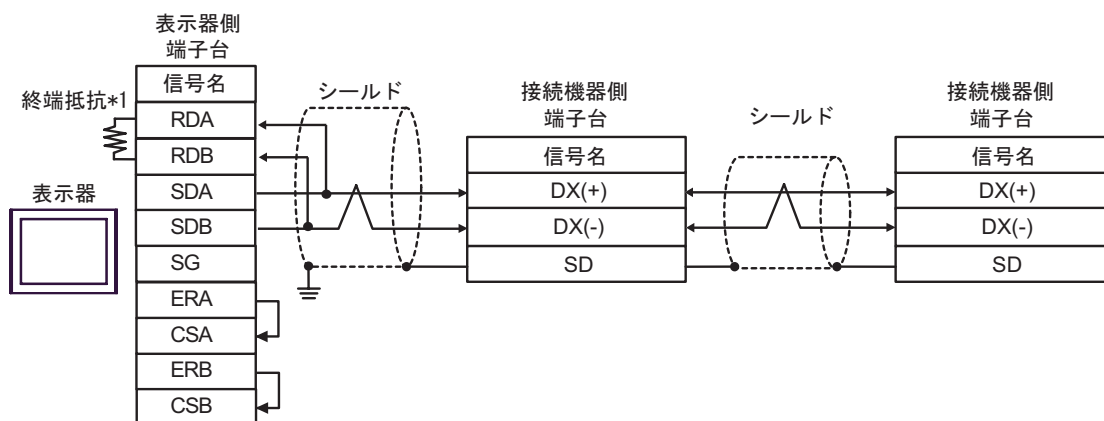 表示器側
端子台
信号名
終端抵抗*1
RDA
RDB
SDA
SDB
SG
ERA
CSA
ERB
CSB
表示器
シールド
接続機器側
端子台
信号名
DX(+)
DX(-)
SD
シールド
接続機器側
端子台
信号名
DX(+)
DX(-)
SD